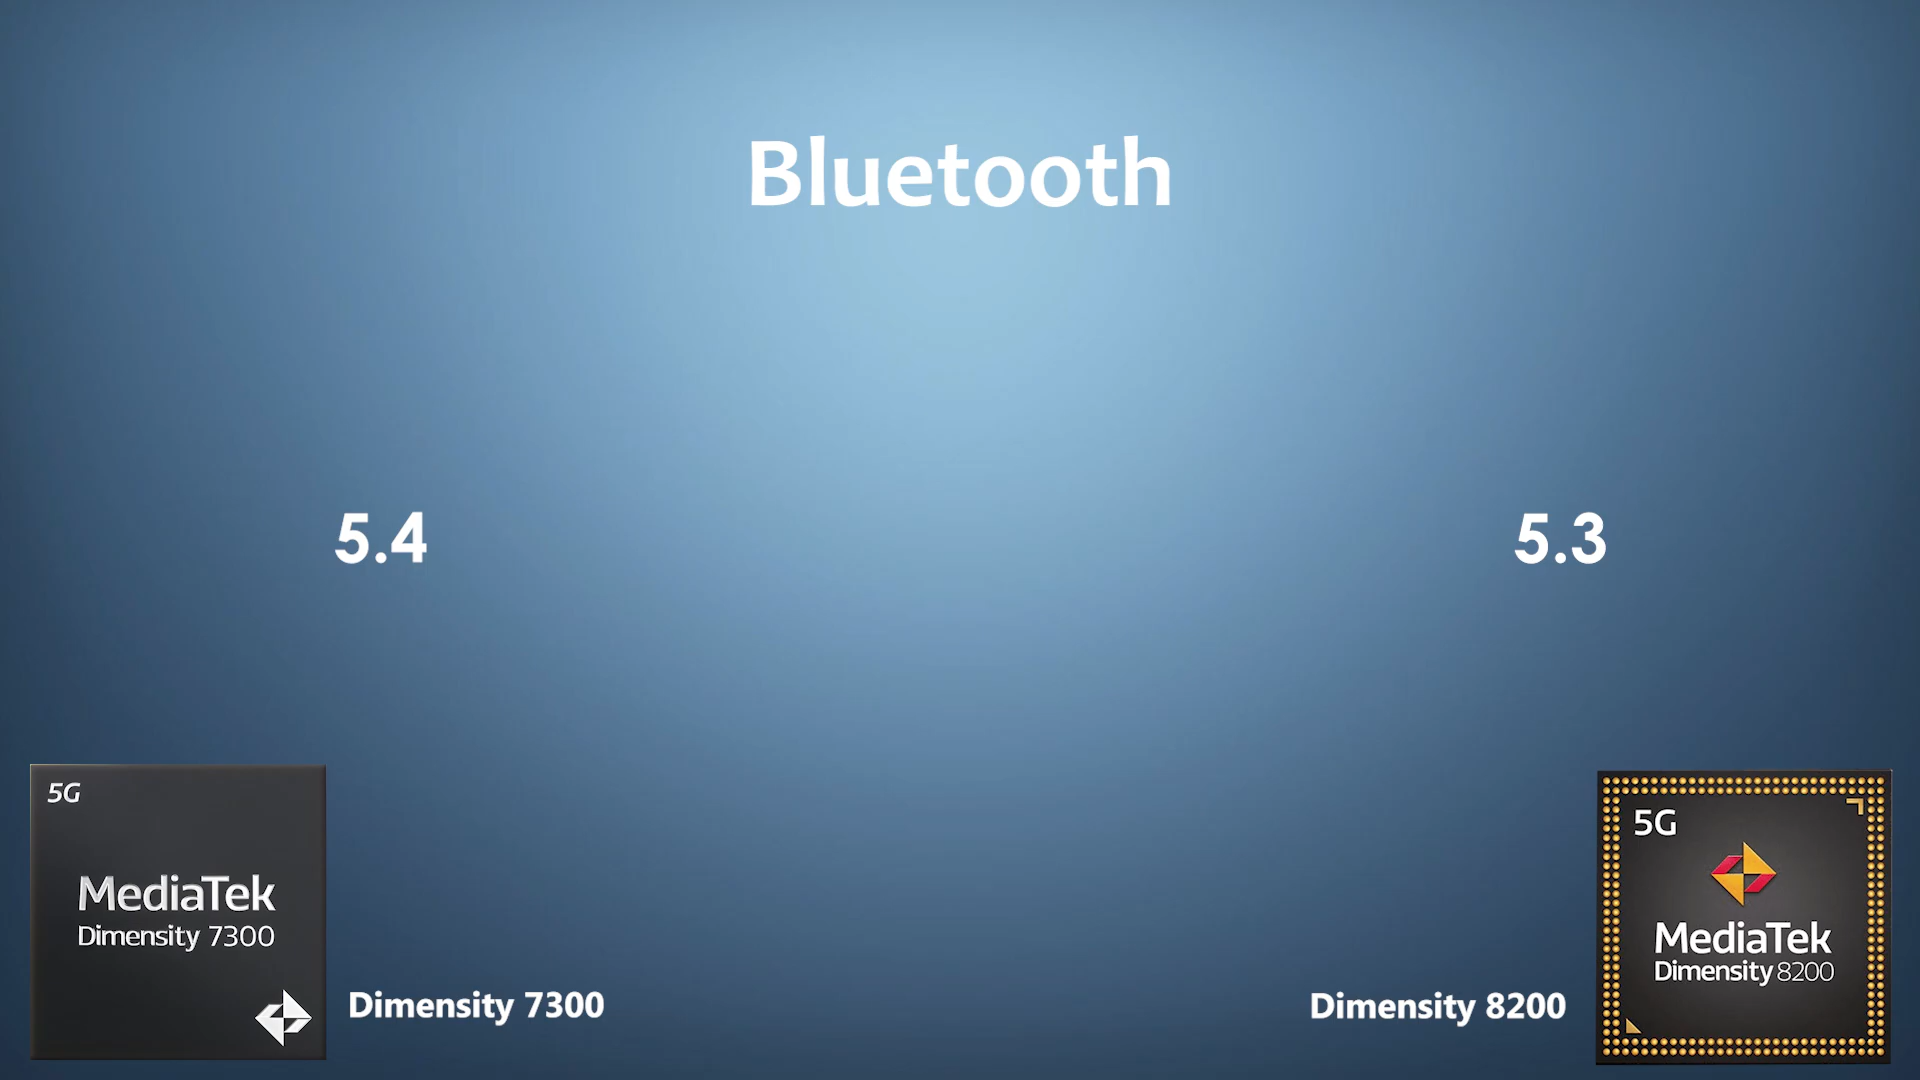 Bluetooth
5.4
5.3
5G
MediaTek
Dimensity 7300
Dimensity 7300
Dimensity 8200
5G
MediaTek
Dimensity 8200